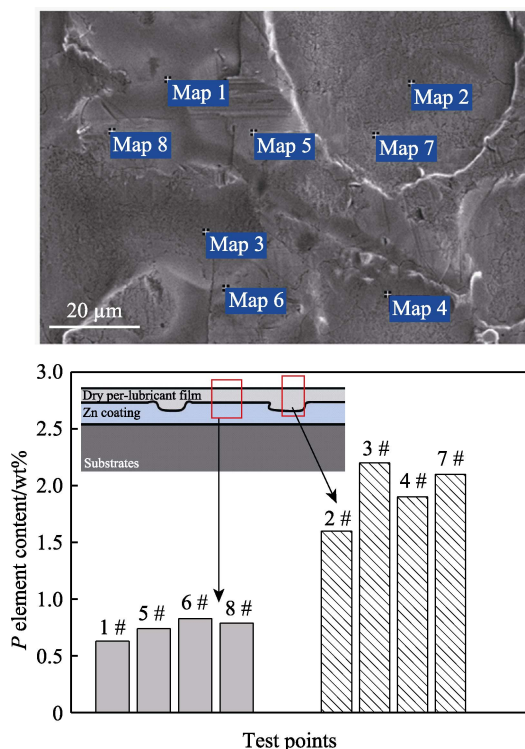 Map 1
Map 2
Map 8
Map 5
Map 7
Map 3
Map 6
Map 4
20 μm
3.0
2.5
2.0
1.5
1.0
0.5
0
P element content/wt%
Dry per-lubricant film
Zn coating
Substrates
1 #
5 #
6 #
8 #
2 #
3 #
4 #
7 #
Test points